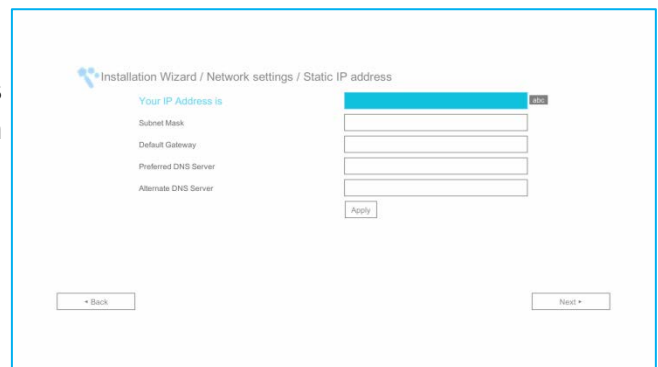 Installation Wizard / Network settings / Static IP address
Your IP Address is
abc
Subnet Mask
Default Gateway
Preferred DNS Server
Alternate DNS Server
Apply
Back
Next